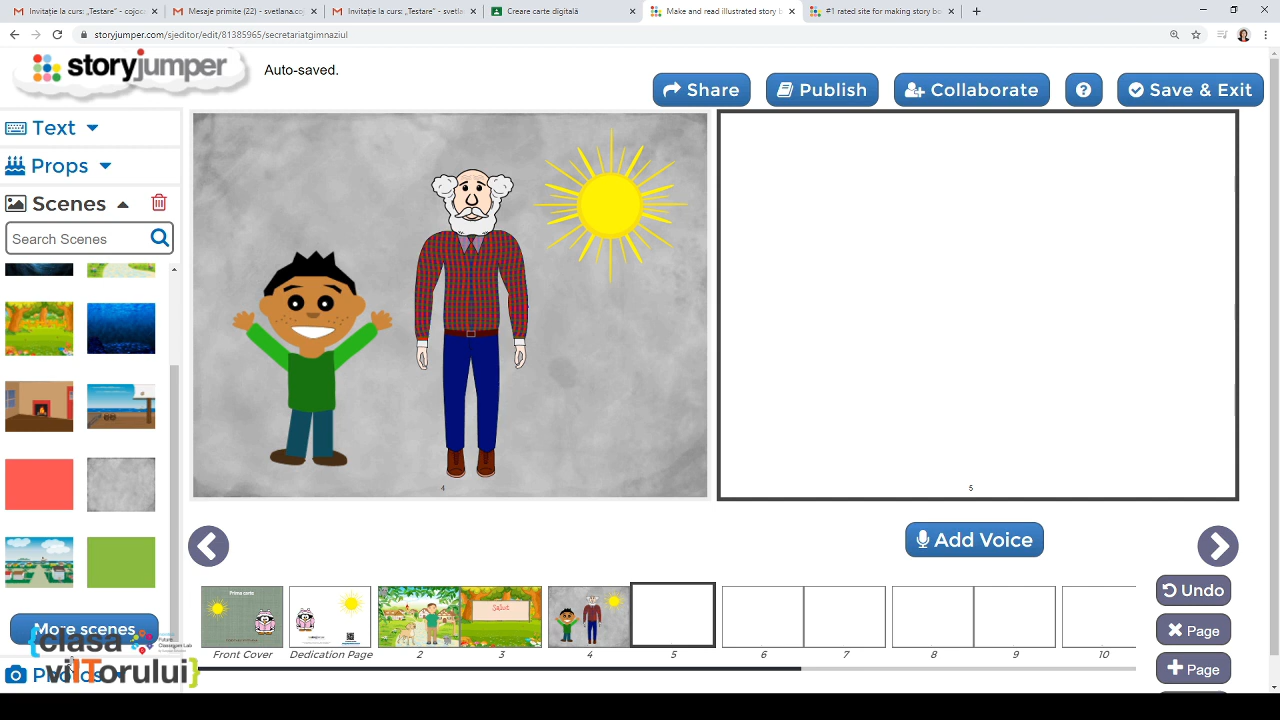 Invitație la curs: „Testare” - cojoc
Mesaje primite (22) - svetlana.coj
Invitație la curs: „Testare” - svetla
Creare carte digitală
Make and read illustrated story b
#1 rated site for making story bo
storyjumper.com/sjeditor/edit/81385965/secretariatgimnaziul
storyjumper
Auto-saved.
Share
Publish
Collaborate
?
Save & Exit
Text
Props
Scenes
Search Scenes
More scenes
Photos
{clasa
viITorului}
Future Classroom Lab
4
5
Add Voice
Prima carte
Salut
Front Cover
Dedication Page
2
3
4
5
6
7
8
9
10
Undo
Page
Page